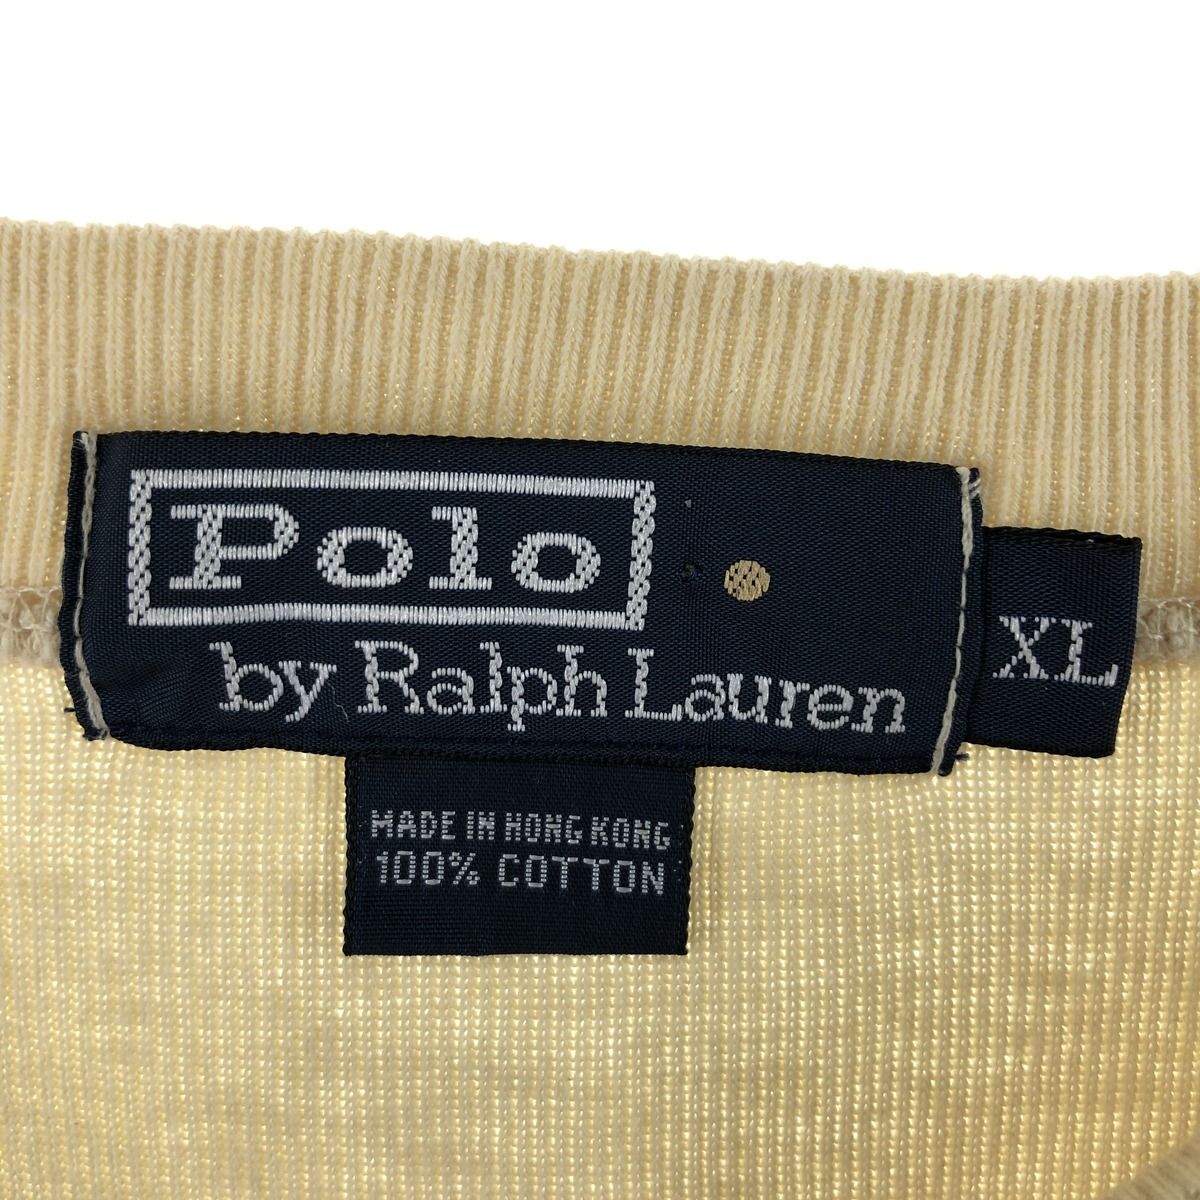 Polo
by Ralph Lauren
XL
MADE IN HONG KONG
100% COTTON